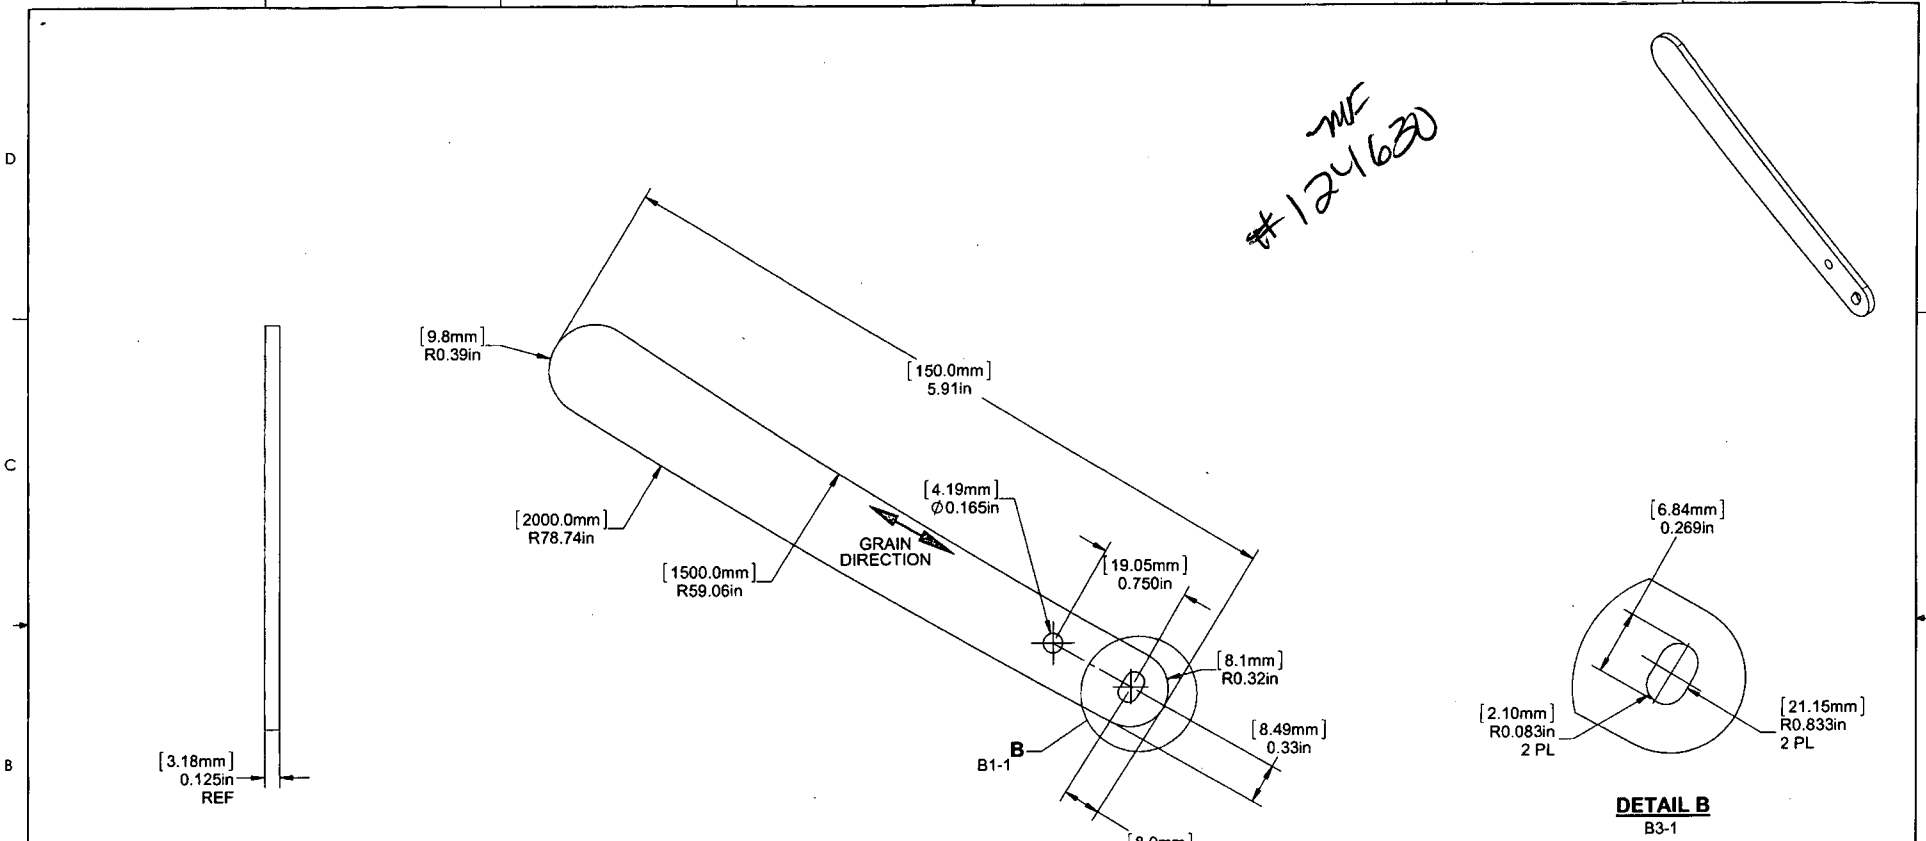 MF
#124630
D
[9.8mm]
R0.39in
[150.0mm]
5.91in
C
[4.19mm]
Ø0.165in
[6.84mm]
0.269in
[2000.0mm]
R78.74in
GRAIN
DIRECTION
[19.05mm]
0.750in
[1500.0mm]
R59.06in
[8.1mm]
R0.32in
[2.10mm]
R0.083in
2 PL
[21.15mm]
R0.833in
2 PL
[8.49mm]
0.33in
B
B1-1
B
[3.18mm]
0.125in
REF
DETAIL B
B3-1